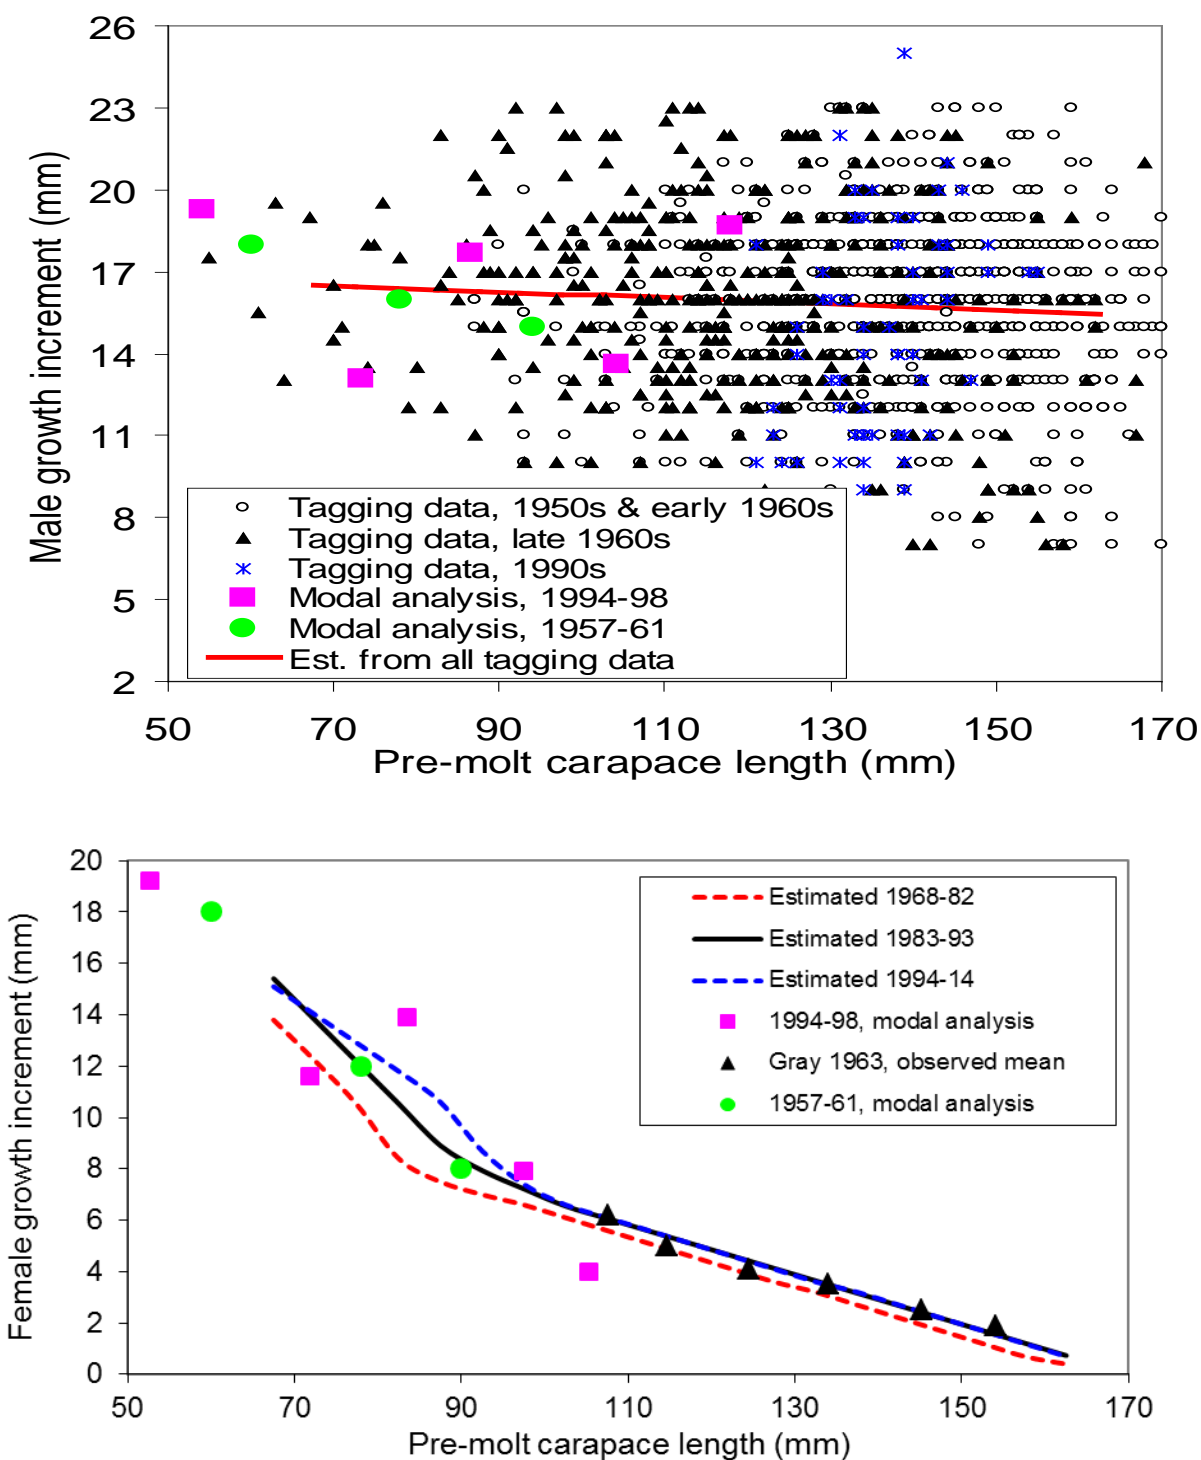 26
23
20
17
14
11
8
5
2
Male growth increment (mm)
Tagging data, 1950s & early 1960s
Tagging data, late 1960s
Tagging data, 1990s
Modal analysis, 1994-98
Modal analysis, 1957-61
Est. from all tagging data
50 70 90 110 130 150 170
Pre-molt carapace length (mm)
20
18
16
14
12
10
8
6
4
2
0
Female growth increment (mm)
Estimated 1968-82
Estimated 1983-93
Estimated 1994-14
1994-98, modal analysis
Gray 1963, observed mean
1957-61, modal analysis
50 70 90 110 130 150 170
Pre-molt carapace length (mm)